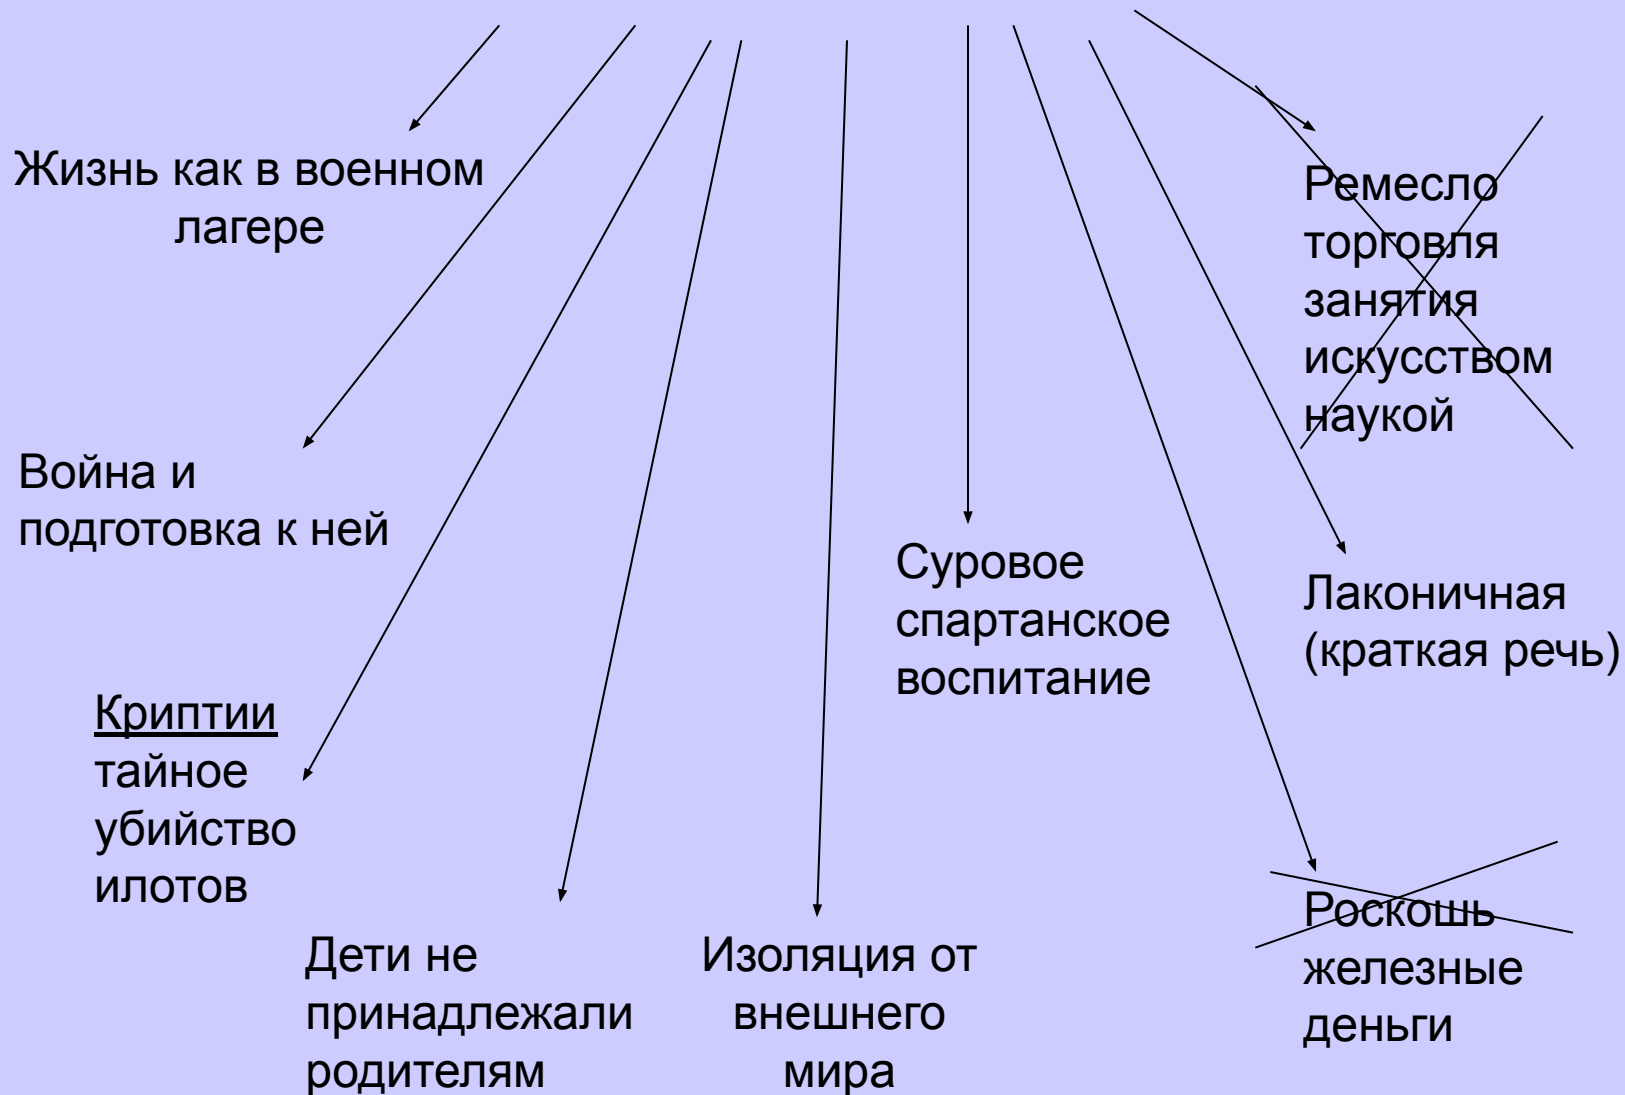 Жизнь как в военном
лагере
Война и
подготовка к ней
Криптии
тайное
убийство
илотов
Дети не
принадлежали
родителям
Изоляция от
внешнего
мира
Суровое
спартанское
воспитание
Ремесло
торговля
занятия
искусством
наукой
Лаконичная
(краткая речь)
Роскошь
железные
деньги